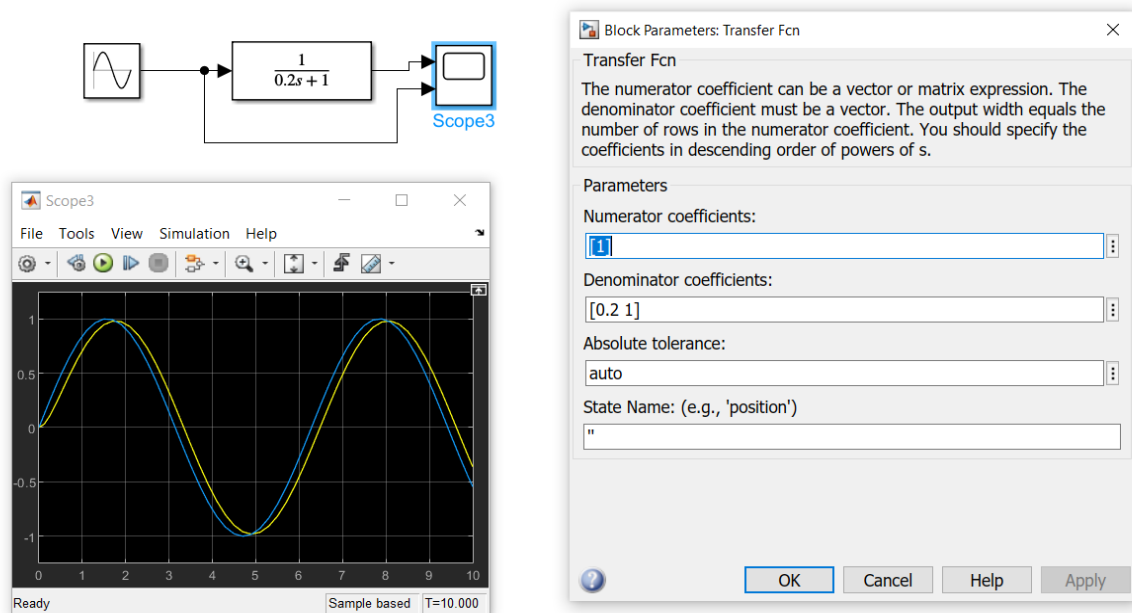 1
0.2s + 1
Scope3
Scope3
File Tools View Simulation Help
1
0.5
0
-0.5
-1
0 1 2 3 4 5 6 7 8 9 10
Ready Sample based T=10.000
Block Parameters: Transfer Fcn
Transfer Fcn
The numerator coefficient can be a vector or matrix expression. The
denominator coefficient must be a vector. The output width equals the
number of rows in the numerator coefficient. You should specify the
coefficients in descending order of powers of s.
Parameters
Numerator coefficients:
[1]
Denominator coefficients:
[0.2 1]
Absolute tolerance:
auto
State Name: (e.g., 'position')
''
OK Cancel Help Apply